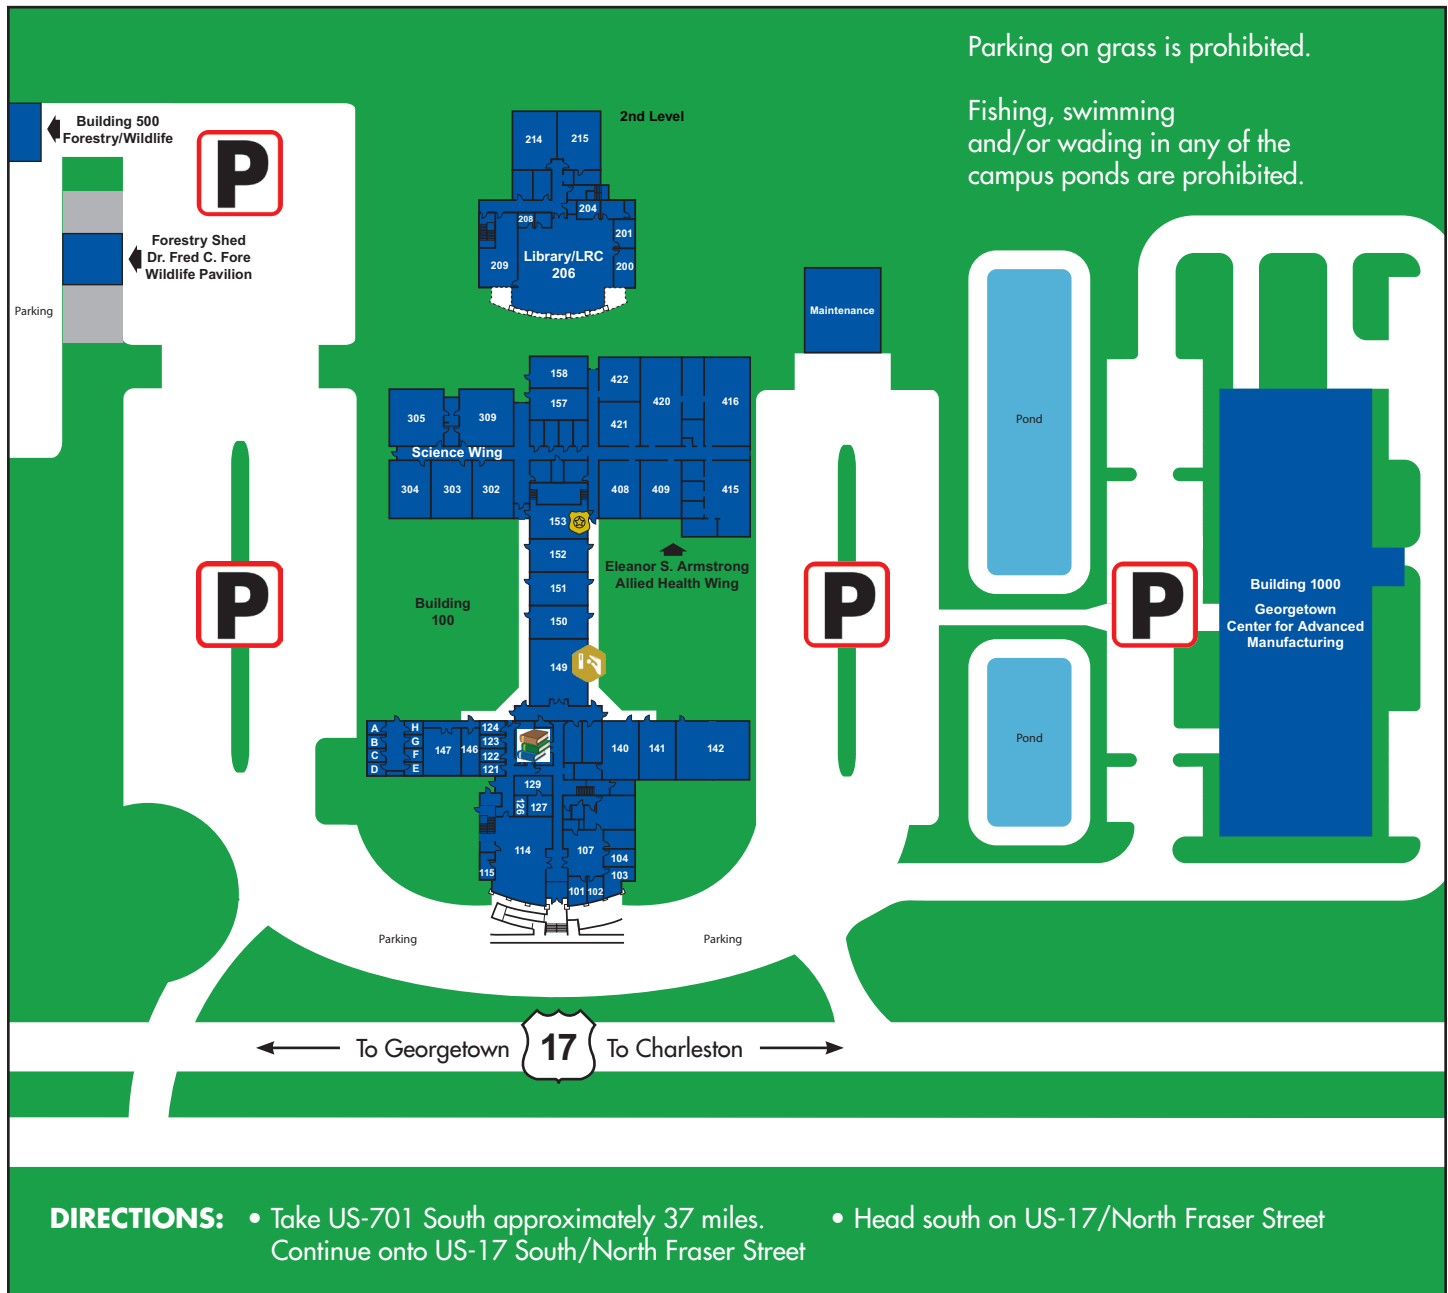 Parking on grass is prohibited.
Fishing, swimming
and/or wading in any of the
campus ponds are prohibited.
Building 500
Forestry/Wildlife
P
Forestry Shed
Dr. Fred C. Fore
Wildlife Pavilion
Parking
2nd Level
214
215
204
208
201
209
Library/LRC
206
200
Maintenance
158
157
422
421
420
416
305
309
Science Wing
304
303
302
408
409
415
153
152
151
150
149
Eleanor S. Armstrong
Allied Health Wing
Building
100
P
P
P
Pond
Pond
Building 1000
Georgetown
Center for Advanced
Manufacturing
A
B
C
D
H
G
F
E
147
146
124
123
122
121
140
141
142
129
126
127
114
115
107
104
103
101
102
Parking
Parking
To Georgetown
17
To Charleston
DIRECTIONS:
• Take US-701 South approximately 37 miles.
Continue onto US-17 South/North Fraser Street
• Head south on US-17/North Fraser Street